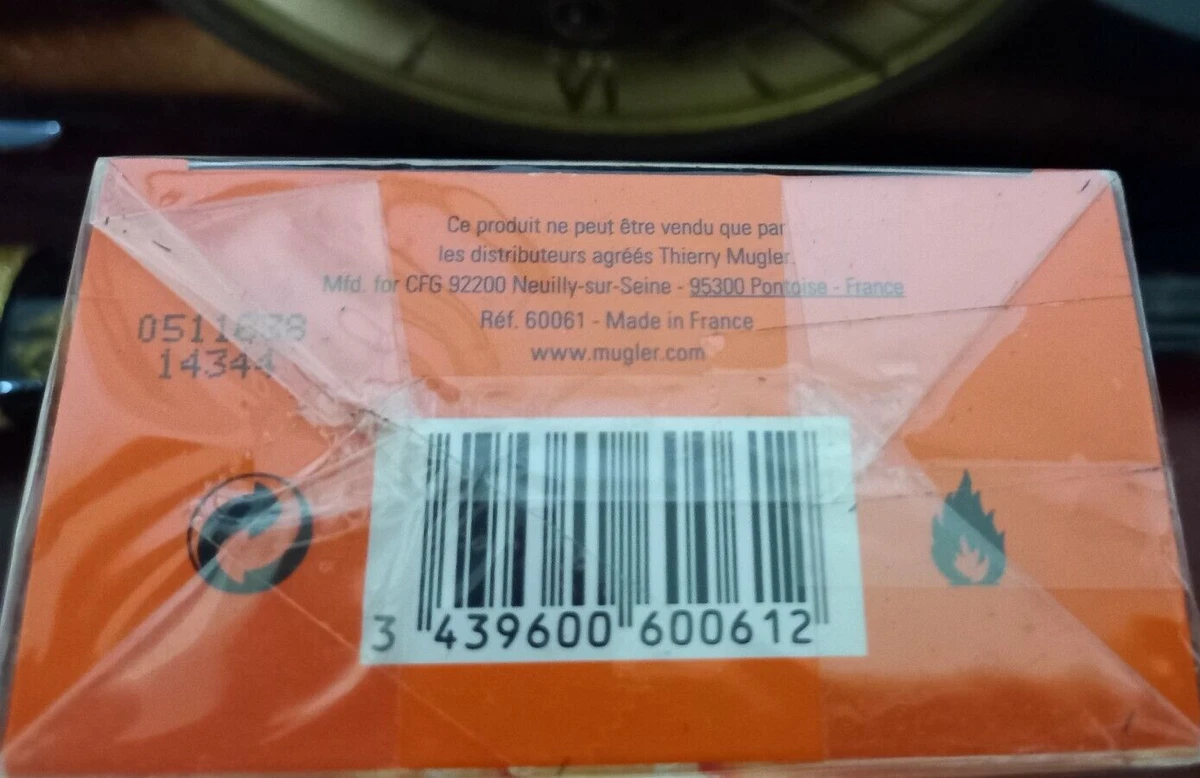 VI
Ce produit ne peut être vendu que par
les distributeurs agréés Thierry Mugler.
Mfd. for CFG 92200 Neuilly-sur-Seine - 95300 Pontoise - France
Réf. 60061 - Made in France
www.mugler.com
14344
3 439600 600612